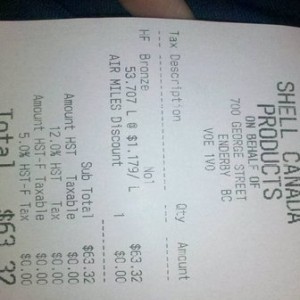 SHELL CANADA
PRODUCTS
ON BEHALF OF
700 GEORGE STREET
ENDERBY BC
V0E 1V0
Tax Description Qty Amount
HF Bronze No1 $63.32
53.707 L @ $1.179/ L
AIR MILES Discount 1 $0.00
Sub Total $63.32
Amount HST Taxable $0.00
12.0% HST Tax $0.00
Amount HST-F Taxable $0.00
5.0% HST-F Tax $0.00
Total $63.32